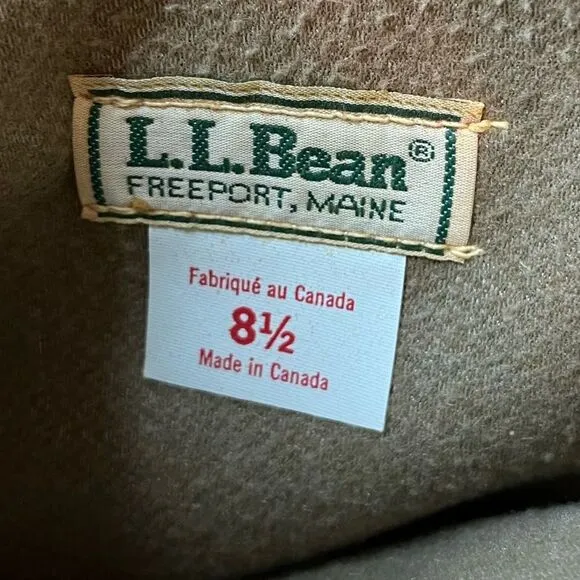 L.L.Bean®
FREEPORT, MAINE
Fabriqué au Canada
8½
Made in Canada